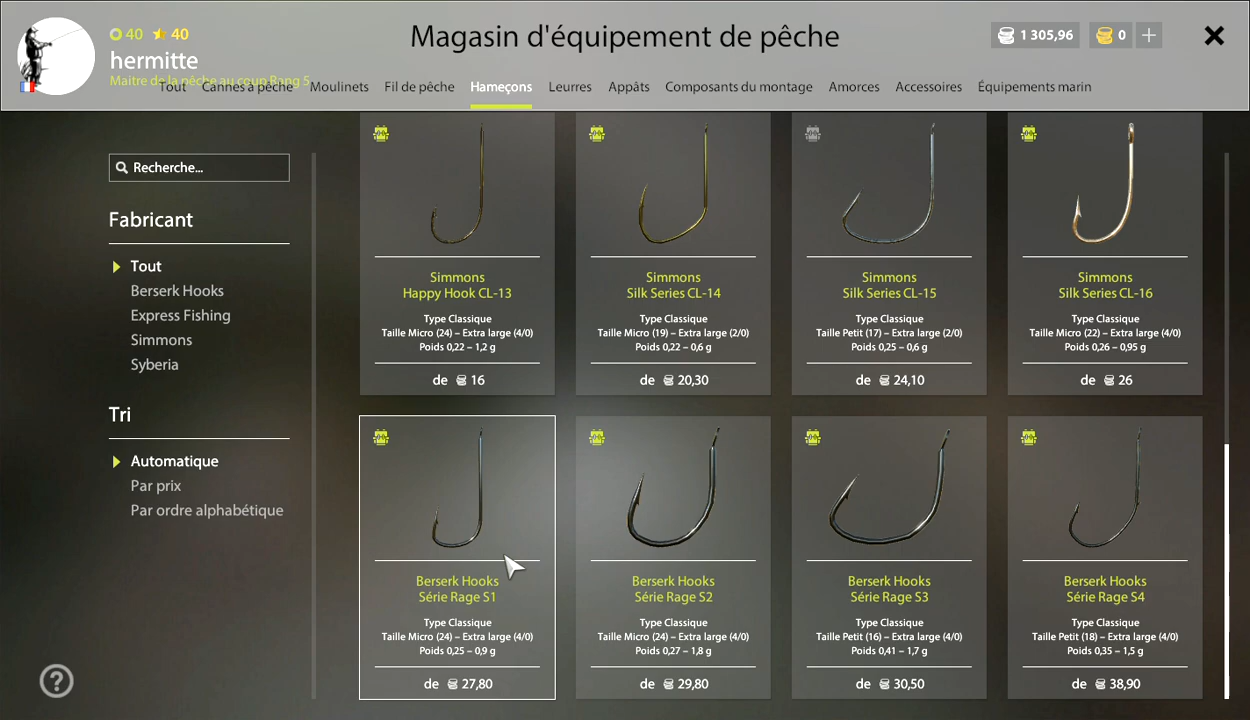 40 40
Magasin d'équipement de pêche
1 305,96
0
hermitte
Maitre de la pêche au coup Rang 5
Tout Cannes à pêche Moulinets Fil de pêche Hameçons Leurres Appâts Composants du montage Amorces Accessoires Équipements marin
Recherche...
Fabricant
Tout
Berserk Hooks
Express Fishing
Simmons
Syberia
Tri
Automatique
Par prix
Par ordre alphabétique
Simmons
Happy Hook CL-13
Type Classique
Taille Micro (24) – Extra large (4/0)
Poids 0,22 – 1,2 g
de 16
Simmons
Silk Series CL-14
Type Classique
Taille Micro (19) – Extra large (2/0)
Poids 0,22 – 0,6 g
de 20,30
Simmons
Silk Series CL-15
Type Classique
Taille Petit (17) – Extra large (2/0)
Poids 0,25 – 0,6 g
de 24,10
Simmons
Silk Series CL-16
Type Classique
Taille Micro (22) – Extra large (4/0)
Poids 0,26 – 0,95 g
de 26
Berserk Hooks
Série Rage S1
Type Classique
Taille Micro (24) – Extra large (4/0)
Poids 0,25 – 0,9 g
de 27,80
Berserk Hooks
Série Rage S2
Type Classique
Taille Micro (24) – Extra large (4/0)
Poids 0,27 – 1,8 g
de 29,80
Berserk Hooks
Série Rage S3
Type Classique
Taille Petit (16) – Extra large (4/0)
Poids 0,41 – 1,7 g
de 30,50
Berserk Hooks
Série Rage S4
Type Classique
Taille Petit (18) – Extra large (4/0)
Poids 0,35 – 1,5 g
de 38,90
?